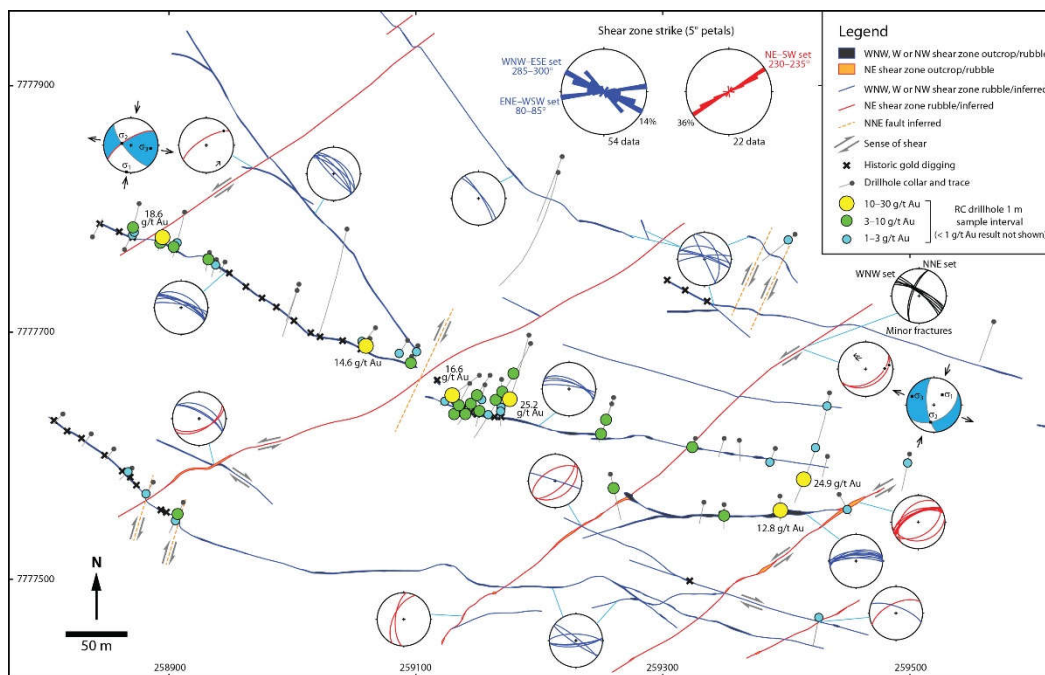 Shear zone strike (5° petals)
WNW–ESE set
285–300°
ENE–WSW set
80–85°
14%
54 data
NE–SW set
230–235°
36%
22 data
Legend
WNW, W or NW shear zone outcrop/rubble
NE shear zone outcrop/rubble
WNW, W or NW shear zone rubble/inferred
NE shear zone rubble/inferred
NNE fault inferred
Sense of shear
Historic gold digging
Drillhole collar and trace
10–30 g/t Au
3–10 g/t Au
1–3 g/t Au
RC drillhole 1 m
sample interval
(< 1 g/t Au result not shown)
7777900
σ2
σ3
σ1
18.6
g/t Au
NNE set
WNW set
Minor fractures
7777700
14.6 g/t Au
16.6
g/t Au
25.2
g/t Au
σ3
σ1
24.9 g/t Au
12.8 g/t Au
7777500
N
50 m
258900
259100
259300
259500